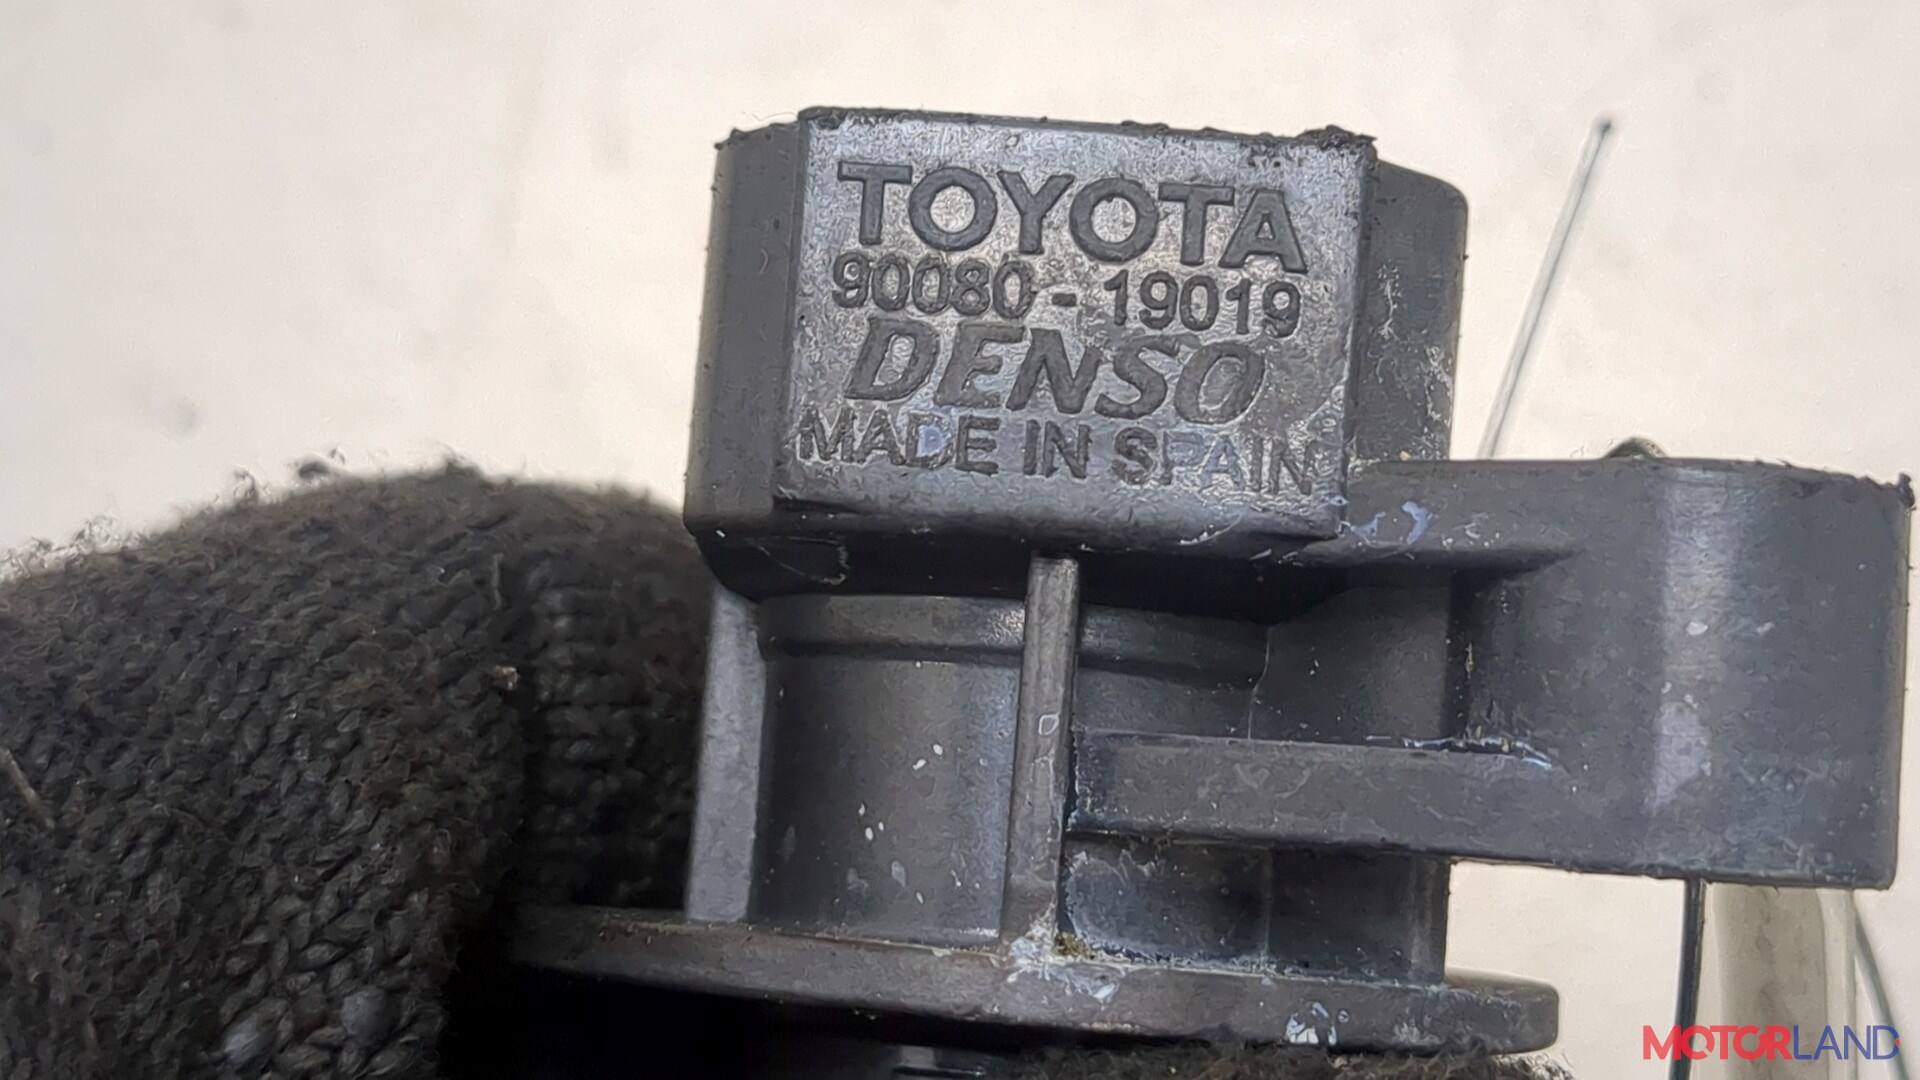 TOYOTA
90080-19019
DENSO
MADE IN SPAIN
MOTORLAND